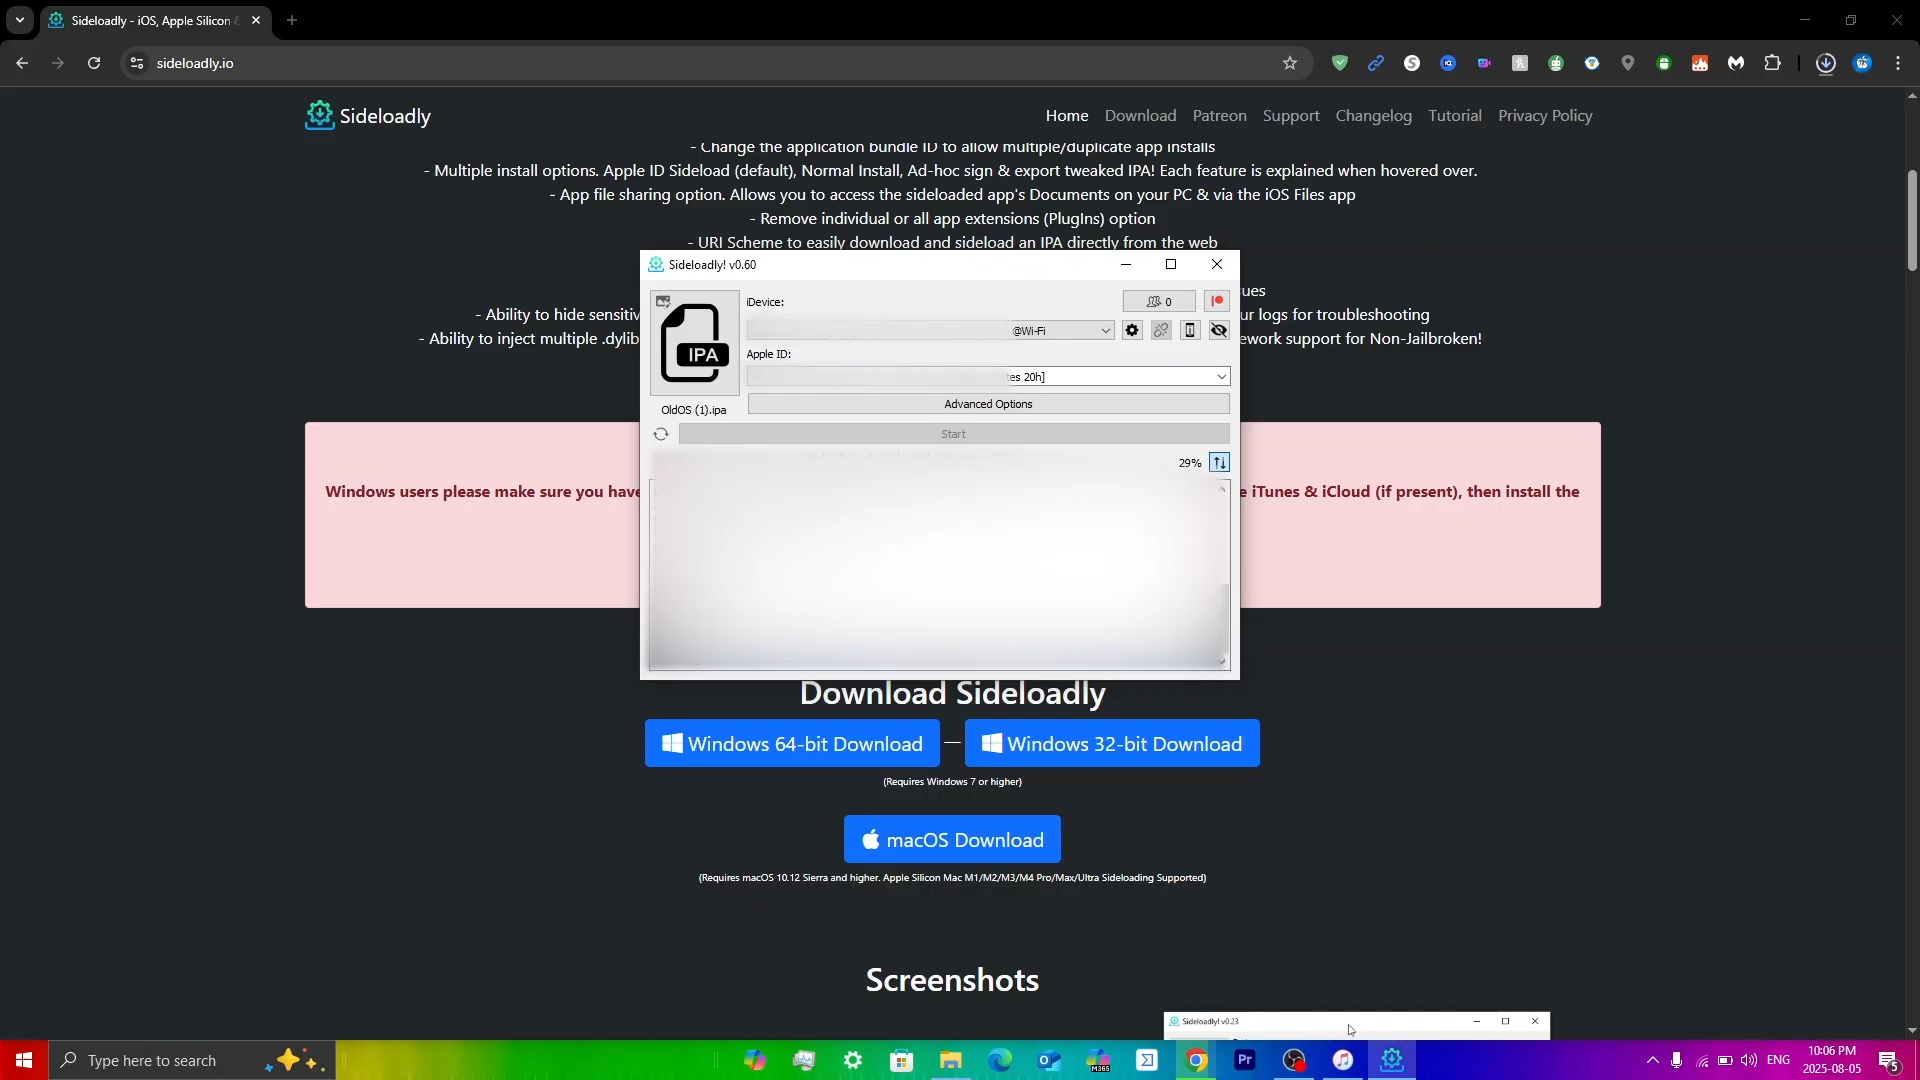 Sideloadly - iOS, Apple Silicon &
sideloadly.io
Sideloadly
Home
Download
Patreon
Support
Changelog
Tutorial
Privacy Policy
- Change the application bundle ID to allow multiple/duplicate app installs
- Multiple install options. Apple ID Sideload (default), Normal Install, Ad-hoc sign & export tweaked IPA! Each feature is explained when hovered over.
- App file sharing option. Allows you to access the sideloaded app's Documents on your PC & via the iOS Files app
- Remove individual or all app extensions (PlugIns) option
- URI Scheme to easily download and sideload an IPA directly from the web
ues
- Ability to hide sensitiv
ur logs for troubleshooting
- Ability to inject multiple .dylib
ework support for Non-Jailbroken!
Sideloadly! v0.60
iDevice:
0
@Wi-Fi
IPA
Apple ID:
tes 20h]
OldOS (1).ipa
Advanced Options
Start
29%
Windows users please make sure you have
e iTunes & iCloud (if present), then install the
Download Sideloadly
Windows 64-bit Download
—
Windows 32-bit Download
(Requires Windows 7 or higher)
macOS Download
(Requires macOS 10.12 Sierra and higher. Apple Silicon Mac M1/M2/M3/M4 Pro/Max/Ultra Sideloading Supported)
Screenshots
Sideloadly! v0.23
Type here to search
M365
Pr
ENG
10:06 PM
2025-08-05
5